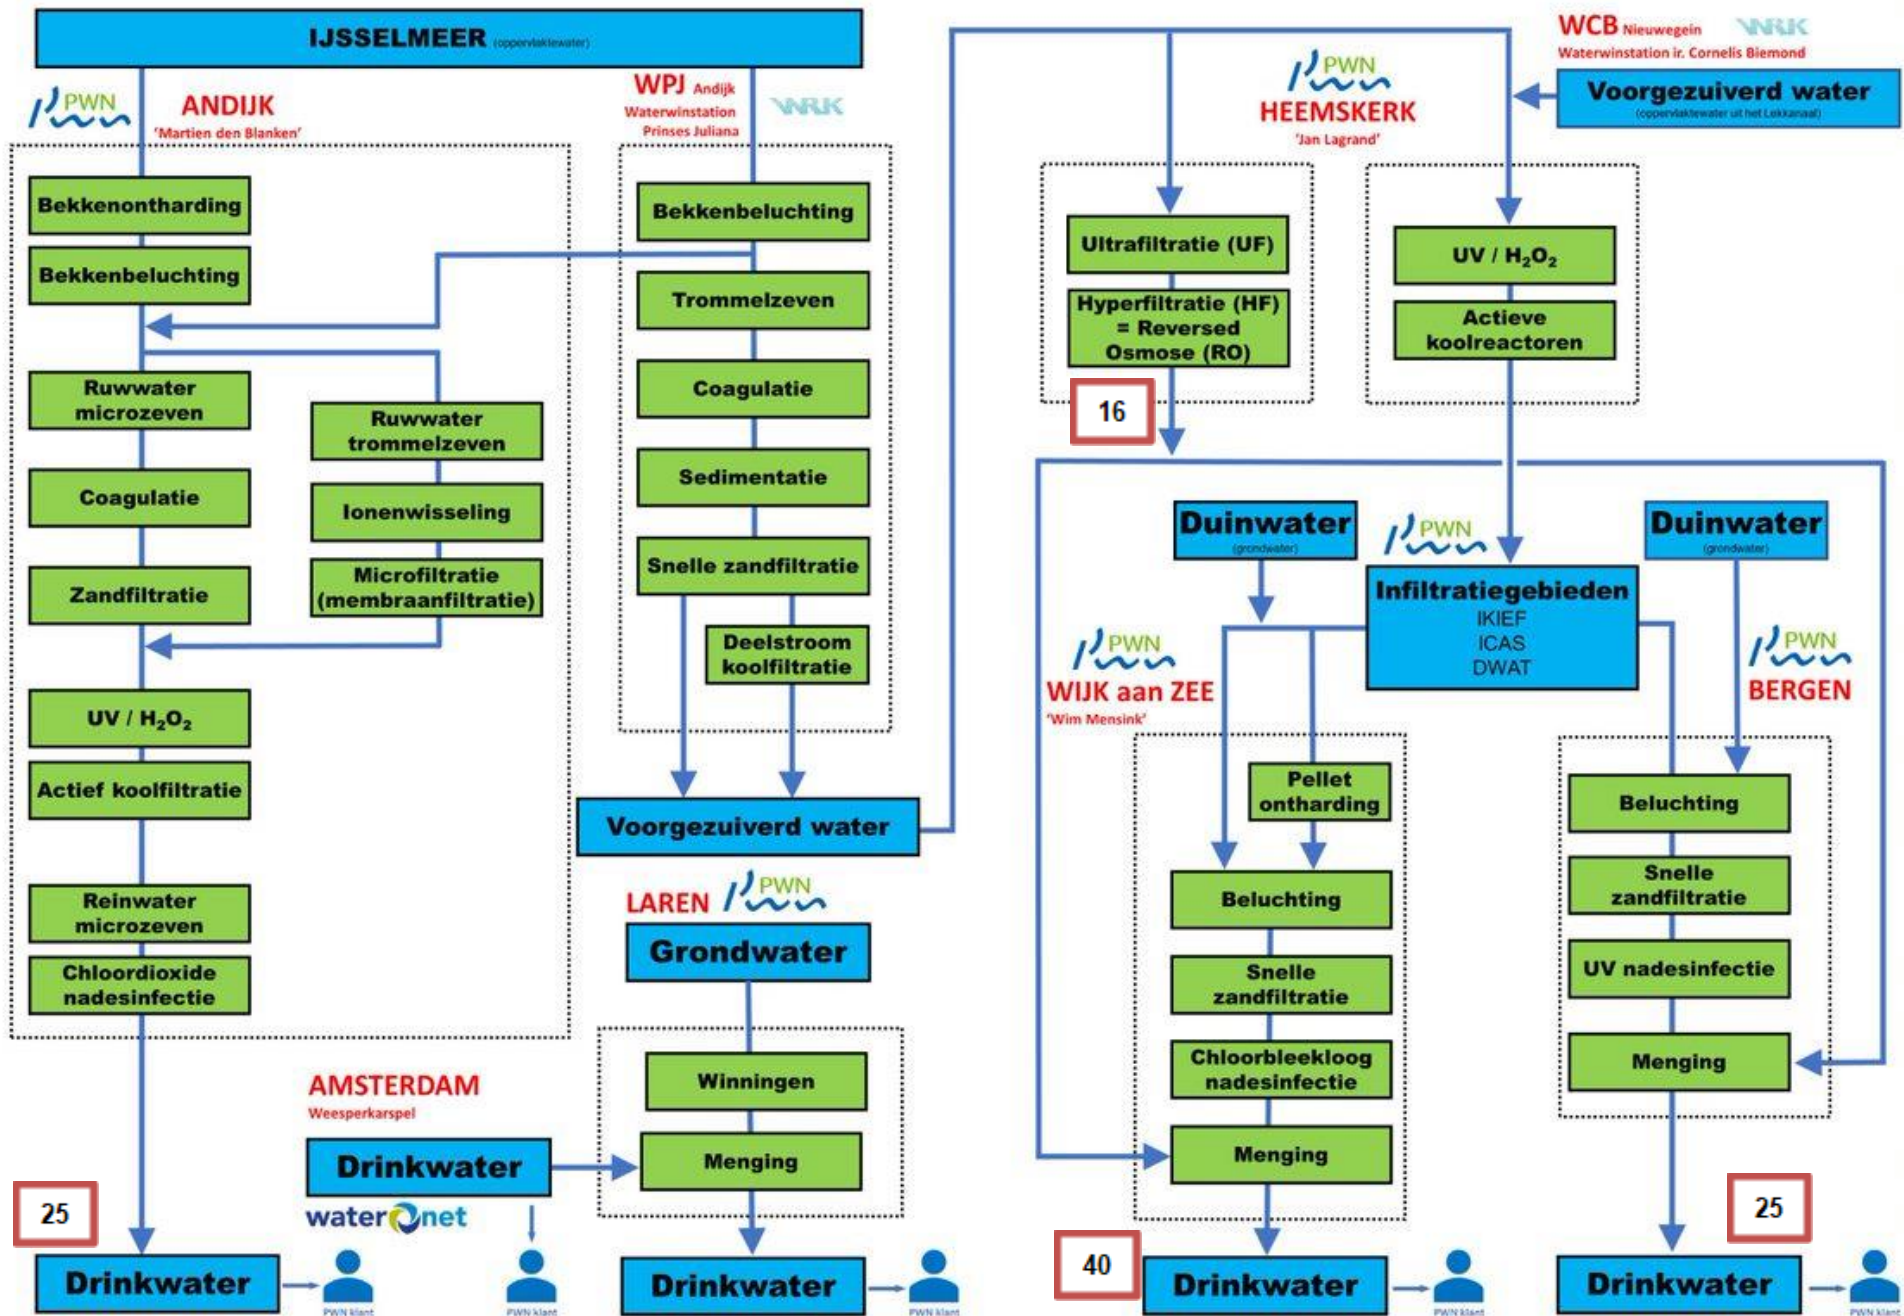 IJSSELMEER (oppervlaktewater)
PWN
ANDIJK
'Martien den Blanken'
Bekkenontharding
Bekkenbeluchting
Ruwwater
microzeven
Coagulatie
Zandfiltratie
Ruwwater
trommelzeven
Ionenwisseling
Microfiltratie
(membraanfiltratie)
UV / H₂O₂
Actief koolfiltratie
Reinwater
microzeven
Chloordioxide
nadesinfectie
25
Drinkwater
PWN klant
WPJ Andijk
Waterwinstation
Prinses Juliana
WRK
Bekkenbeluchting
Trommelzeven
Coagulatie
Sedimentatie
Snelle zandfiltratie
Deelstroom
koolfiltratie
Voorgezuiverd water
LAREN
PWN
Grondwater
Winningen
Menging
AMSTERDAM
Weesperkarspel
Drinkwater
waternet
PWN klant
Drinkwater
PWN klant
PWN
HEEMSKERK
'Jan Lagrand'
WCB Nieuwegein
WRK
Waterwinstation ir. Cornelis Biemond
Voorgezuiverd water
(oppervlaktewater uit het Lekkanaal)
Ultrafiltratie (UF)
Hyperfiltratie (HF)
= Reversed
Osmose (RO)
16
UV / H₂O₂
Actieve
koolreactoren
Duinwater
(grondwater)
PWN
Duinwater
(grondwater)
Infiltratiegebieden
IKIEF
ICAS
DWAT
PWN
WIJK aan ZEE
'Wim Mensink'
Pellet
ontharding
Beluchting
Snelle
zandfiltratie
Chloorbleekloog
nadesinfectie
Menging
40
Drinkwater
PWN klant
PWN
BERGEN
Beluchting
Snelle
zandfiltratie
UV nadesinfectie
Menging
25
Drinkwater
PWN klant